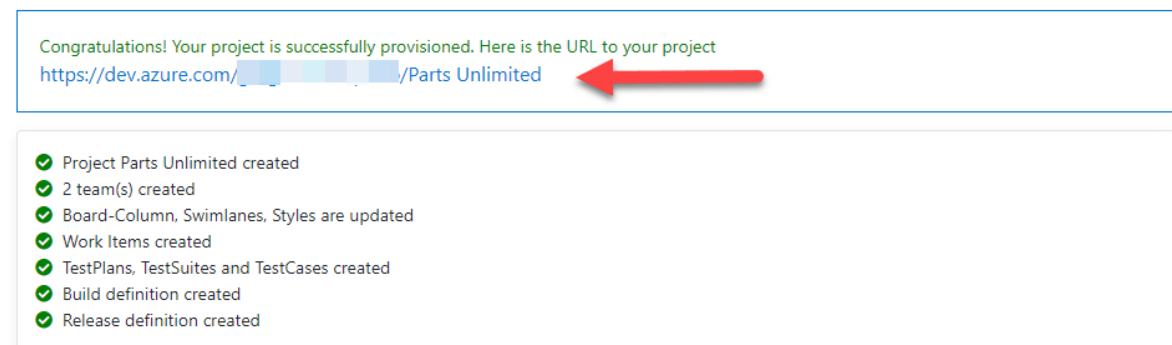 Congratulations! Your project is successfully provisioned. Here is the URL to your project
https://dev.azure.com/ /Parts Unlimited
Project Parts Unlimited created
2 team(s) created
Board-Column, Swimlanes, Styles are updated
Work Items created
TestPlans, TestSuites and TestCases created
Build definition created
Release definition created